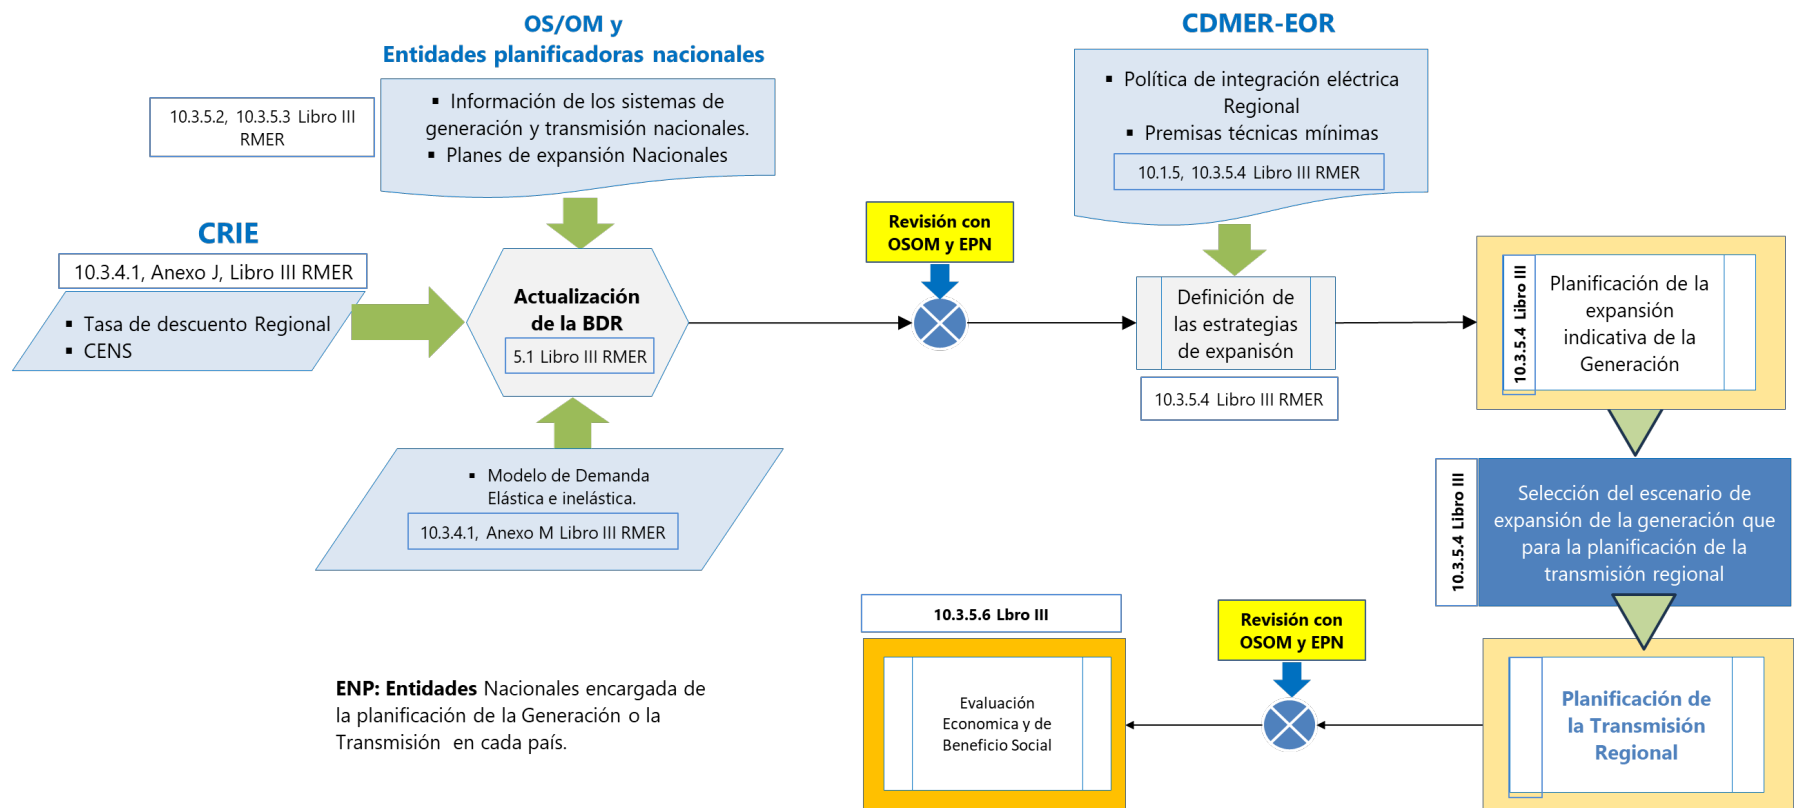 OS/OM y
Entidades planificadoras nacionales
10.3.5.2, 10.3.5.3 Libro III
RMER
▪ Información de los sistemas de
generación y transmisión nacionales.
▪ Planes de expansión Nacionales
CRIE
10.3.4.1, Anexo J, Libro III RMER
▪ Tasa de descuento Regional
▪ CENS
Actualización
de la BDR
5.1 Libro III RMER
▪ Modelo de Demanda
Elástica e inelástica.
10.3.4.1, Anexo M Libro III RMER
Revisión con
OSOM y EPN
CDMER-EOR
▪ Política de integración eléctrica
Regional
▪ Premisas técnicas mínimas
10.1.5, 10.3.5.4 Libro III RMER
Definición de
las estrategias
de expanisón
10.3.5.4 Libro III RMER
10.3.5.4 Libro III
Planificación de la
expansión
indicativa de la
Generación
10.3.5.4 Libro III
Selección del escenario de
expansión de la generación que
para la planificación de la
transmisión regional
Planificación de
la Transmisión
Regional
Revisión con
OSOM y EPN
10.3.5.6 Lbro III
Evaluación
Economica y de
Beneficio Social
ENP: Entidades Nacionales encargada de
la planificación de la Generación o la
Transmisión en cada país.